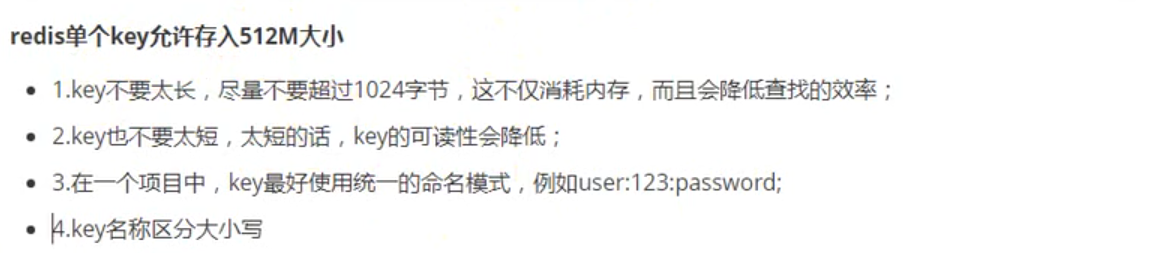 redis单个key允许存入512M大小
1.key不要太长，尽量不要超过1024字节，这不仅消耗内存，而且会降低查找的效率；
2.key也不要太短，太短的话，key的可读性会降低；
3.在一个项目中，key最好使用统一的命名模式，例如user:123:password;
4.key名称区分大小写